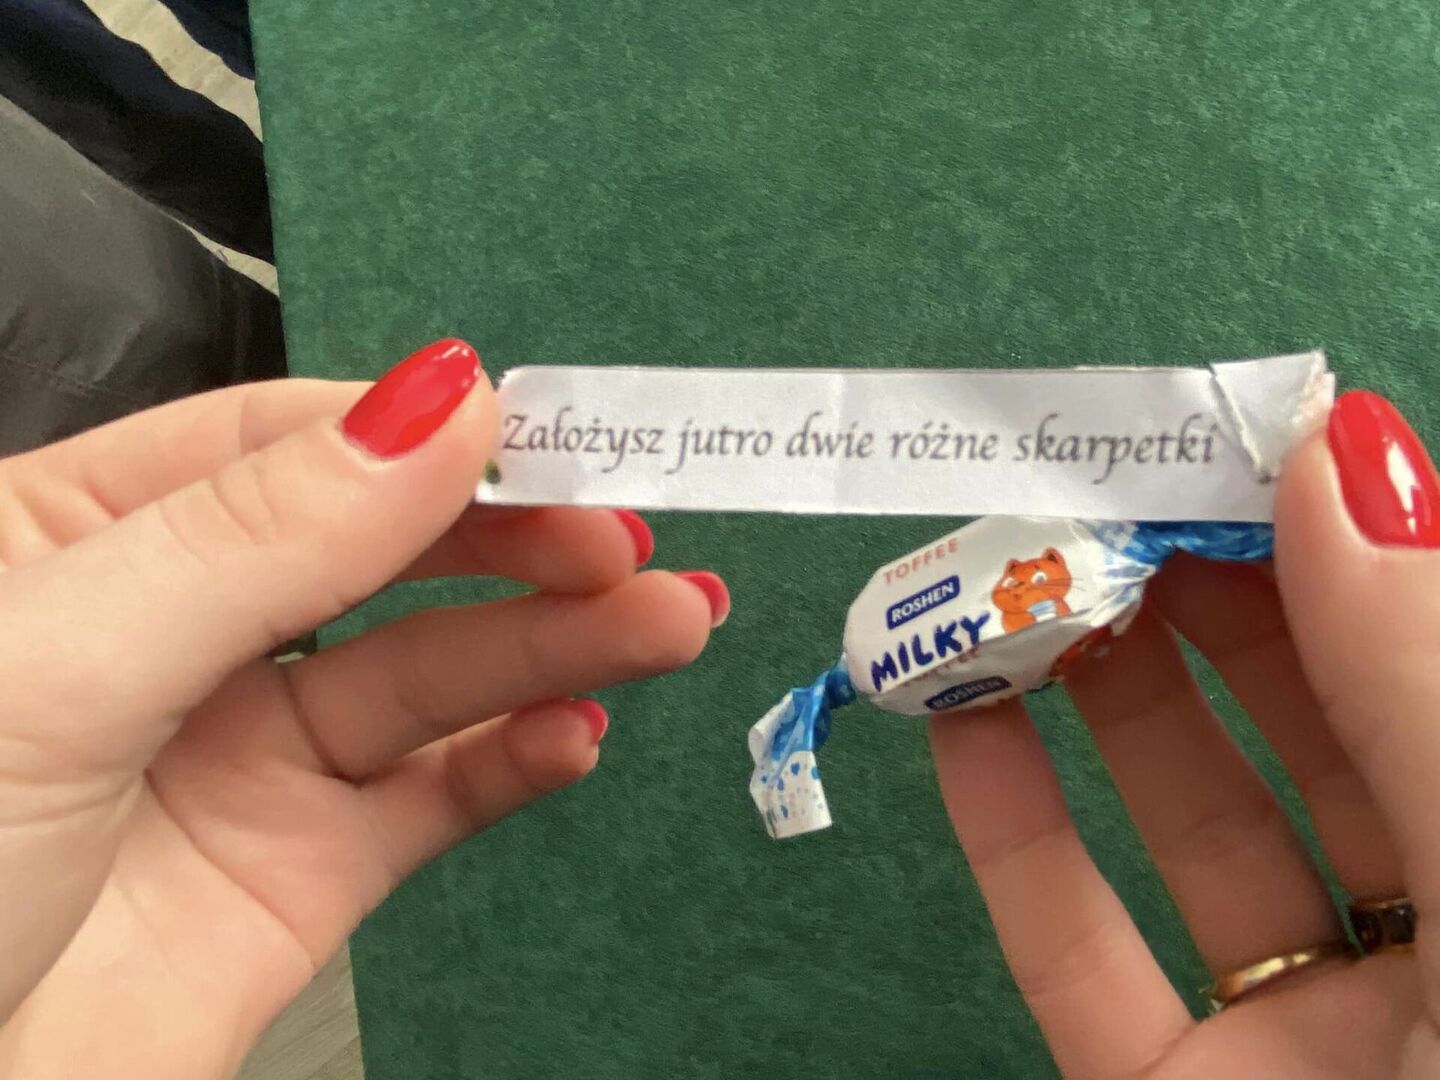 Założysz jutro dwie różne skarpetki
TOFFEE
ROSHEN
MILKY
ROSHEN